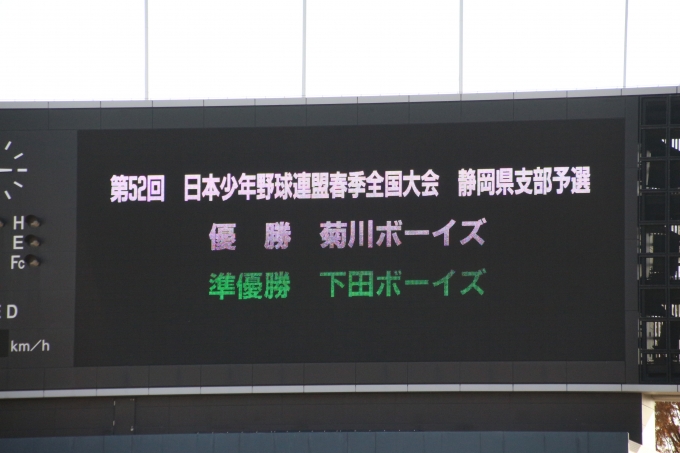 第52回　日本少年野球連盟春季全国大会　静岡県支部予選
優　勝　菊川ボーイズ
準優勝　下田ボーイズ
H
E
Fc
ED
km/h